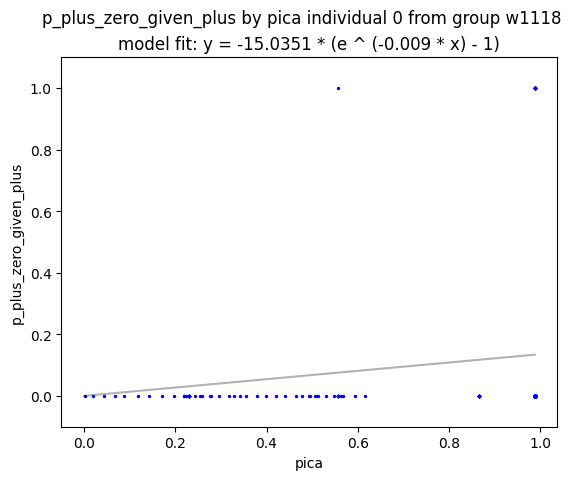 p_plus_zero_given_plus by pica individual 0 from group w1118
model fit: y = -15.0351 * (e ^ (-0.009 * x) - 1)
1.0
0.8
0.6
0.4
0.2
0.0
p_plus_zero_given_plus
0.0 0.2 0.4 0.6 0.8 1.0
pica